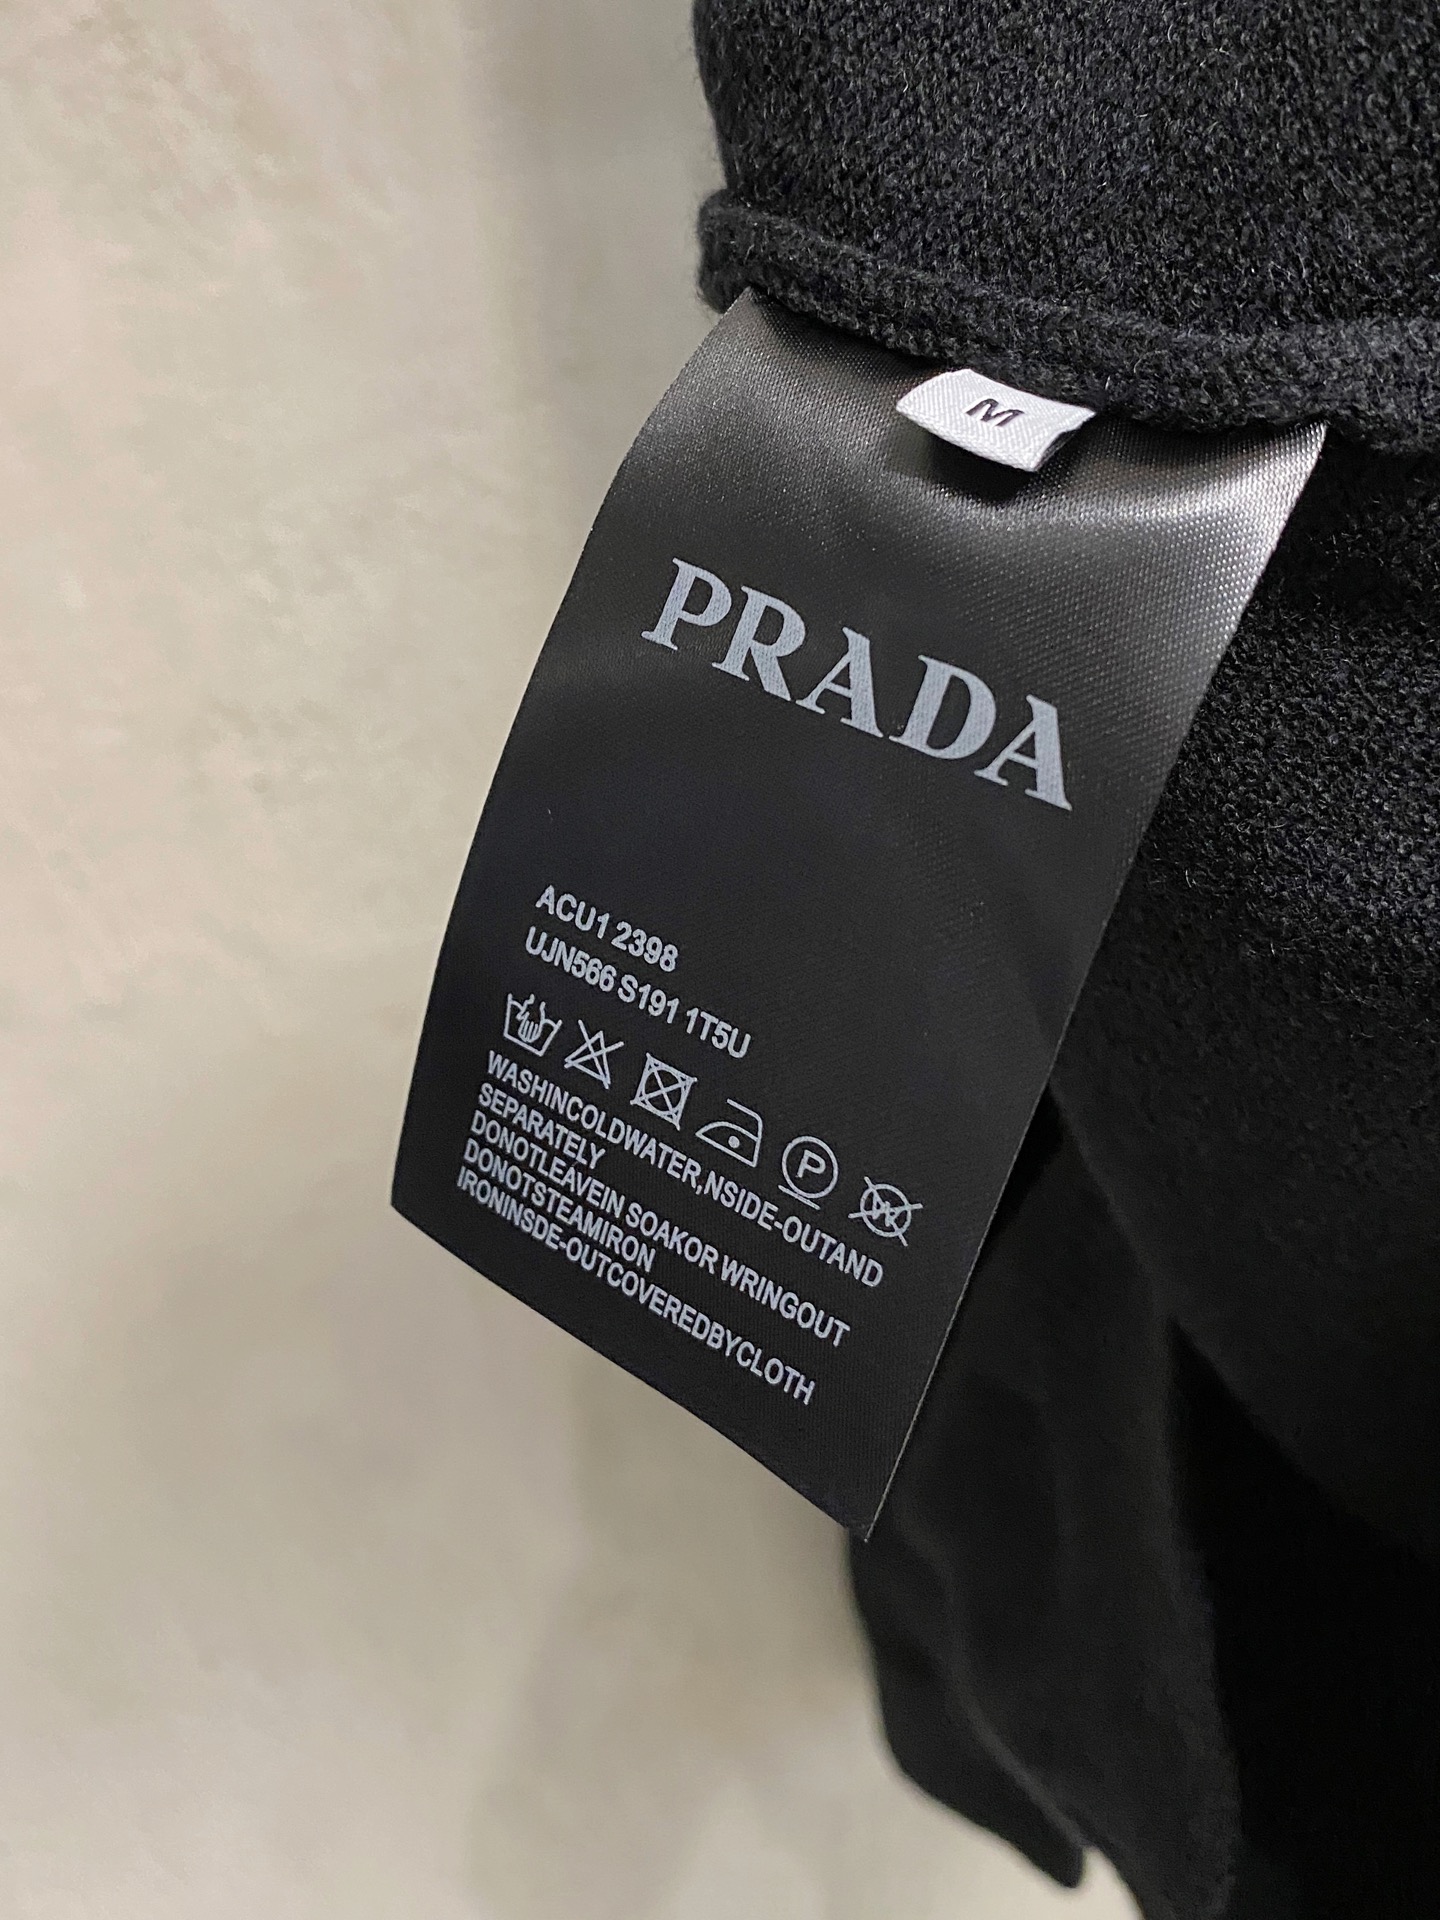 M
PRADA
ACU1 2398
UJN566 S191 1T5U
P
W
WASHINCOLDWATER,NSIDE-OUTAND
SEPARATELY
DONOTLEAVEIN SOAKOR WRINGOUT
DONOTSTEAMIRON
IRONINSDE-OUTCOVEREDBYCLOTH